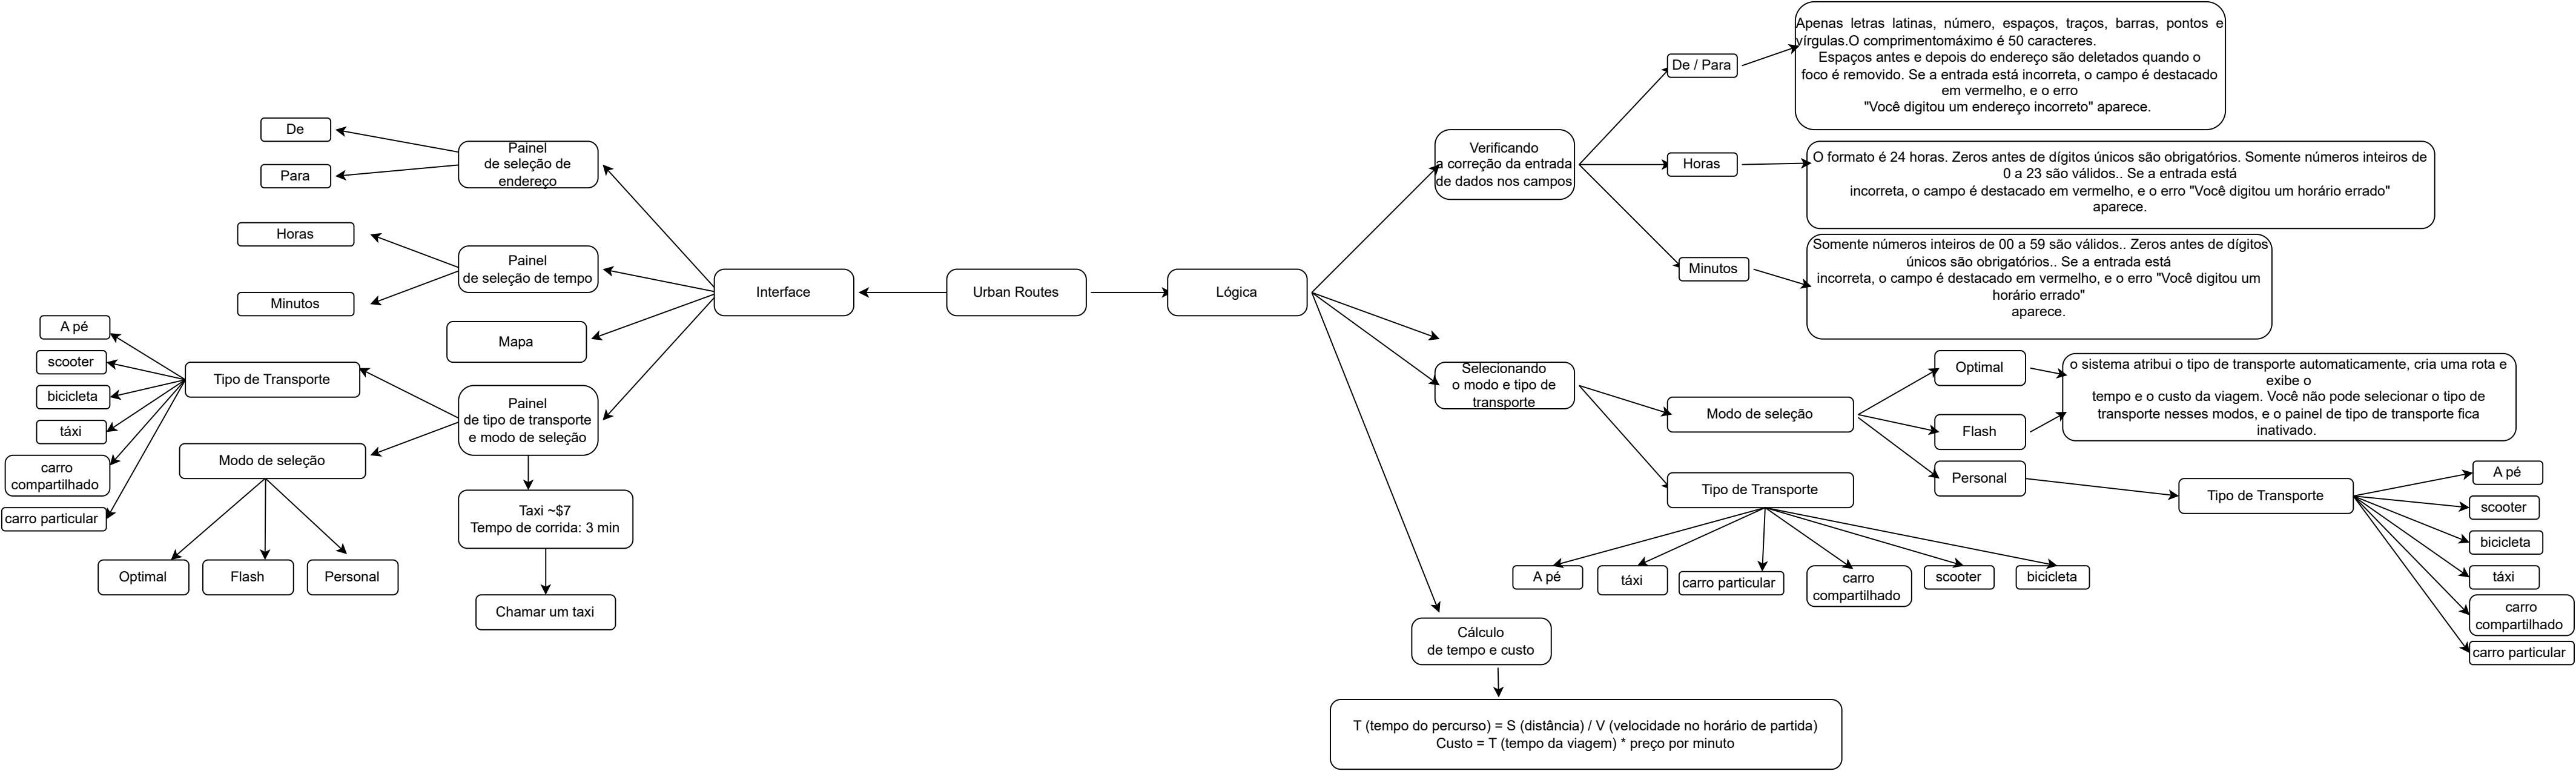 Urban Routes
Interface
Painel
de seleção de
endereço
De
Para
Painel
de seleção de tempo
Horas
Minutos
Mapa
Painel
de tipo de transporte
e modo de seleção
Tipo de Transporte
A pé
scooter
bicicleta
táxi
carro
compartilhado
carro particular
Modo de seleção
Optimal
Flash
Personal
Taxi ~$7
Tempo de corrida: 3 min
Chamar um taxi
Lógica
Verificando
a correção da entrada
de dados nos campos
De / Para
Apenas letras latinas, número, espaços, traços, barras, pontos e
vírgulas.O comprimentomáximo é 50 caracteres.
Espaços antes e depois do endereço são deletados quando o
foco é removido. Se a entrada está incorreta, o campo é destacado
em vermelho, e o erro
"Você digitou um endereço incorreto" aparece.
Horas
O formato é 24 horas. Zeros antes de dígitos únicos são obrigatórios. Somente números inteiros de
0 a 23 são válidos.. Se a entrada está
incorreta, o campo é destacado em vermelho, e o erro "Você digitou um horário errado"
aparece.
Minutos
Somente números inteiros de 00 a 59 são válidos.. Zeros antes de dígitos
únicos são obrigatórios.. Se a entrada está
incorreta, o campo é destacado em vermelho, e o erro "Você digitou um
horário errado"
aparece.
Selecionando
o modo e tipo de
transporte
Modo de seleção
Optimal
Flash
o sistema atribui o tipo de transporte automaticamente, cria uma rota e
exibe o
tempo e o custo da viagem. Você não pode selecionar o tipo de
transporte nesses modos, e o painel de tipo de transporte fica
inativado.
Personal
Tipo de Transporte
A pé
scooter
bicicleta
táxi
carro
compartilhado
carro particular
Tipo de Transporte
A pé
táxi
carro particular
carro
compartilhado
scooter
bicicleta
Cálculo
de tempo e custo
T (tempo do percurso) = S (distância) / V (velocidade no horário de partida)
Custo = T (tempo da viagem) * preço por minuto